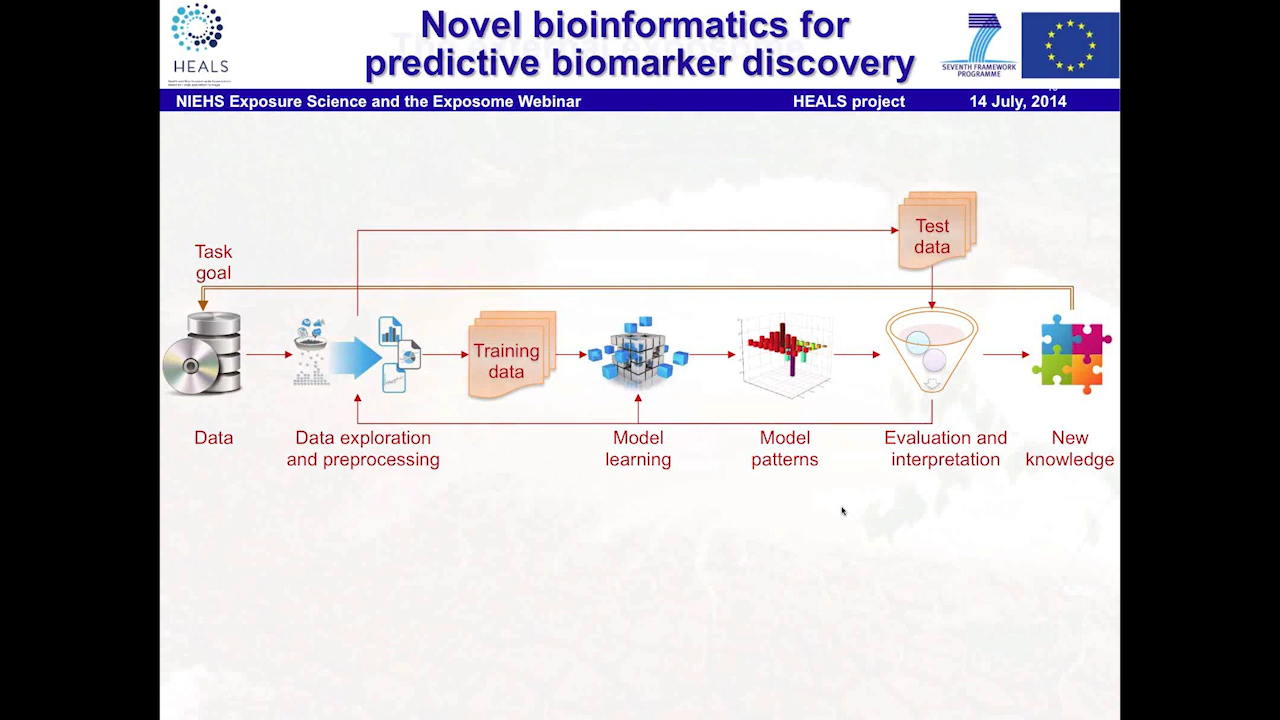 Novel bioinformatics for
predictive biomarker discovery
HEALS
SEVENTH FRAMEWORK
PROGRAMME
NIEHS Exposure Science and the Exposome Webinar
HEALS project
14 July, 2014
Test
data
Task
goal
Training
data
Data
Data exploration
and preprocessing
Model
learning
Model
patterns
Evaluation and
interpretation
New
knowledge